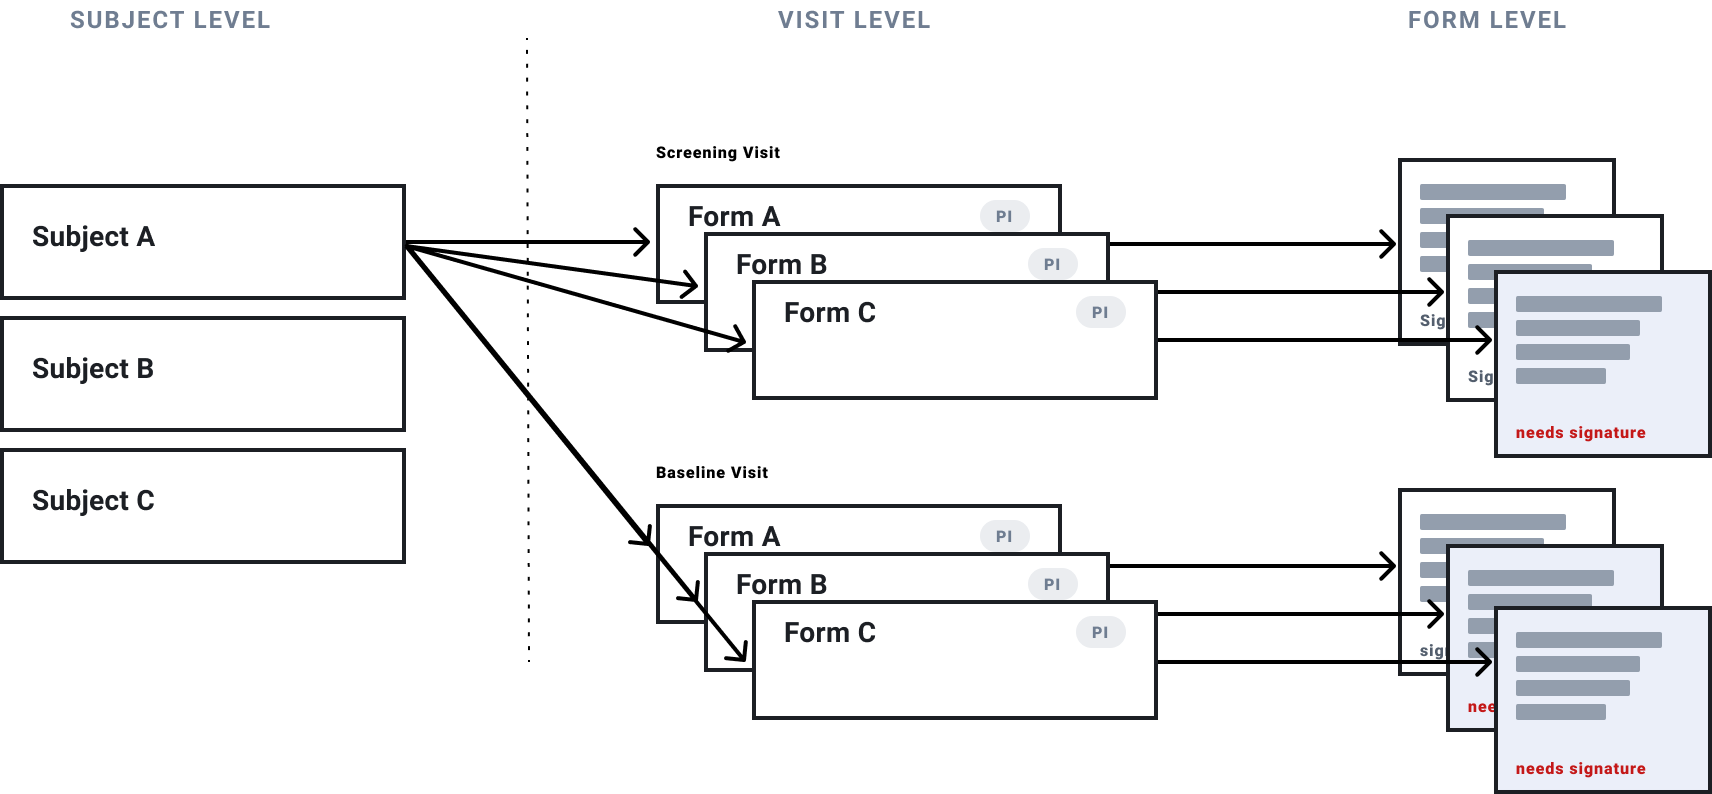 SUBJECT LEVEL
VISIT LEVEL
FORM LEVEL
Subject A
Subject B
Subject C
Screening Visit
Form A
PI
Form B
PI
Form C
PI
Baseline Visit
Form A
PI
Form B
PI
Form C
PI
Sig
Sig
needs signature
sig
nee
needs signature